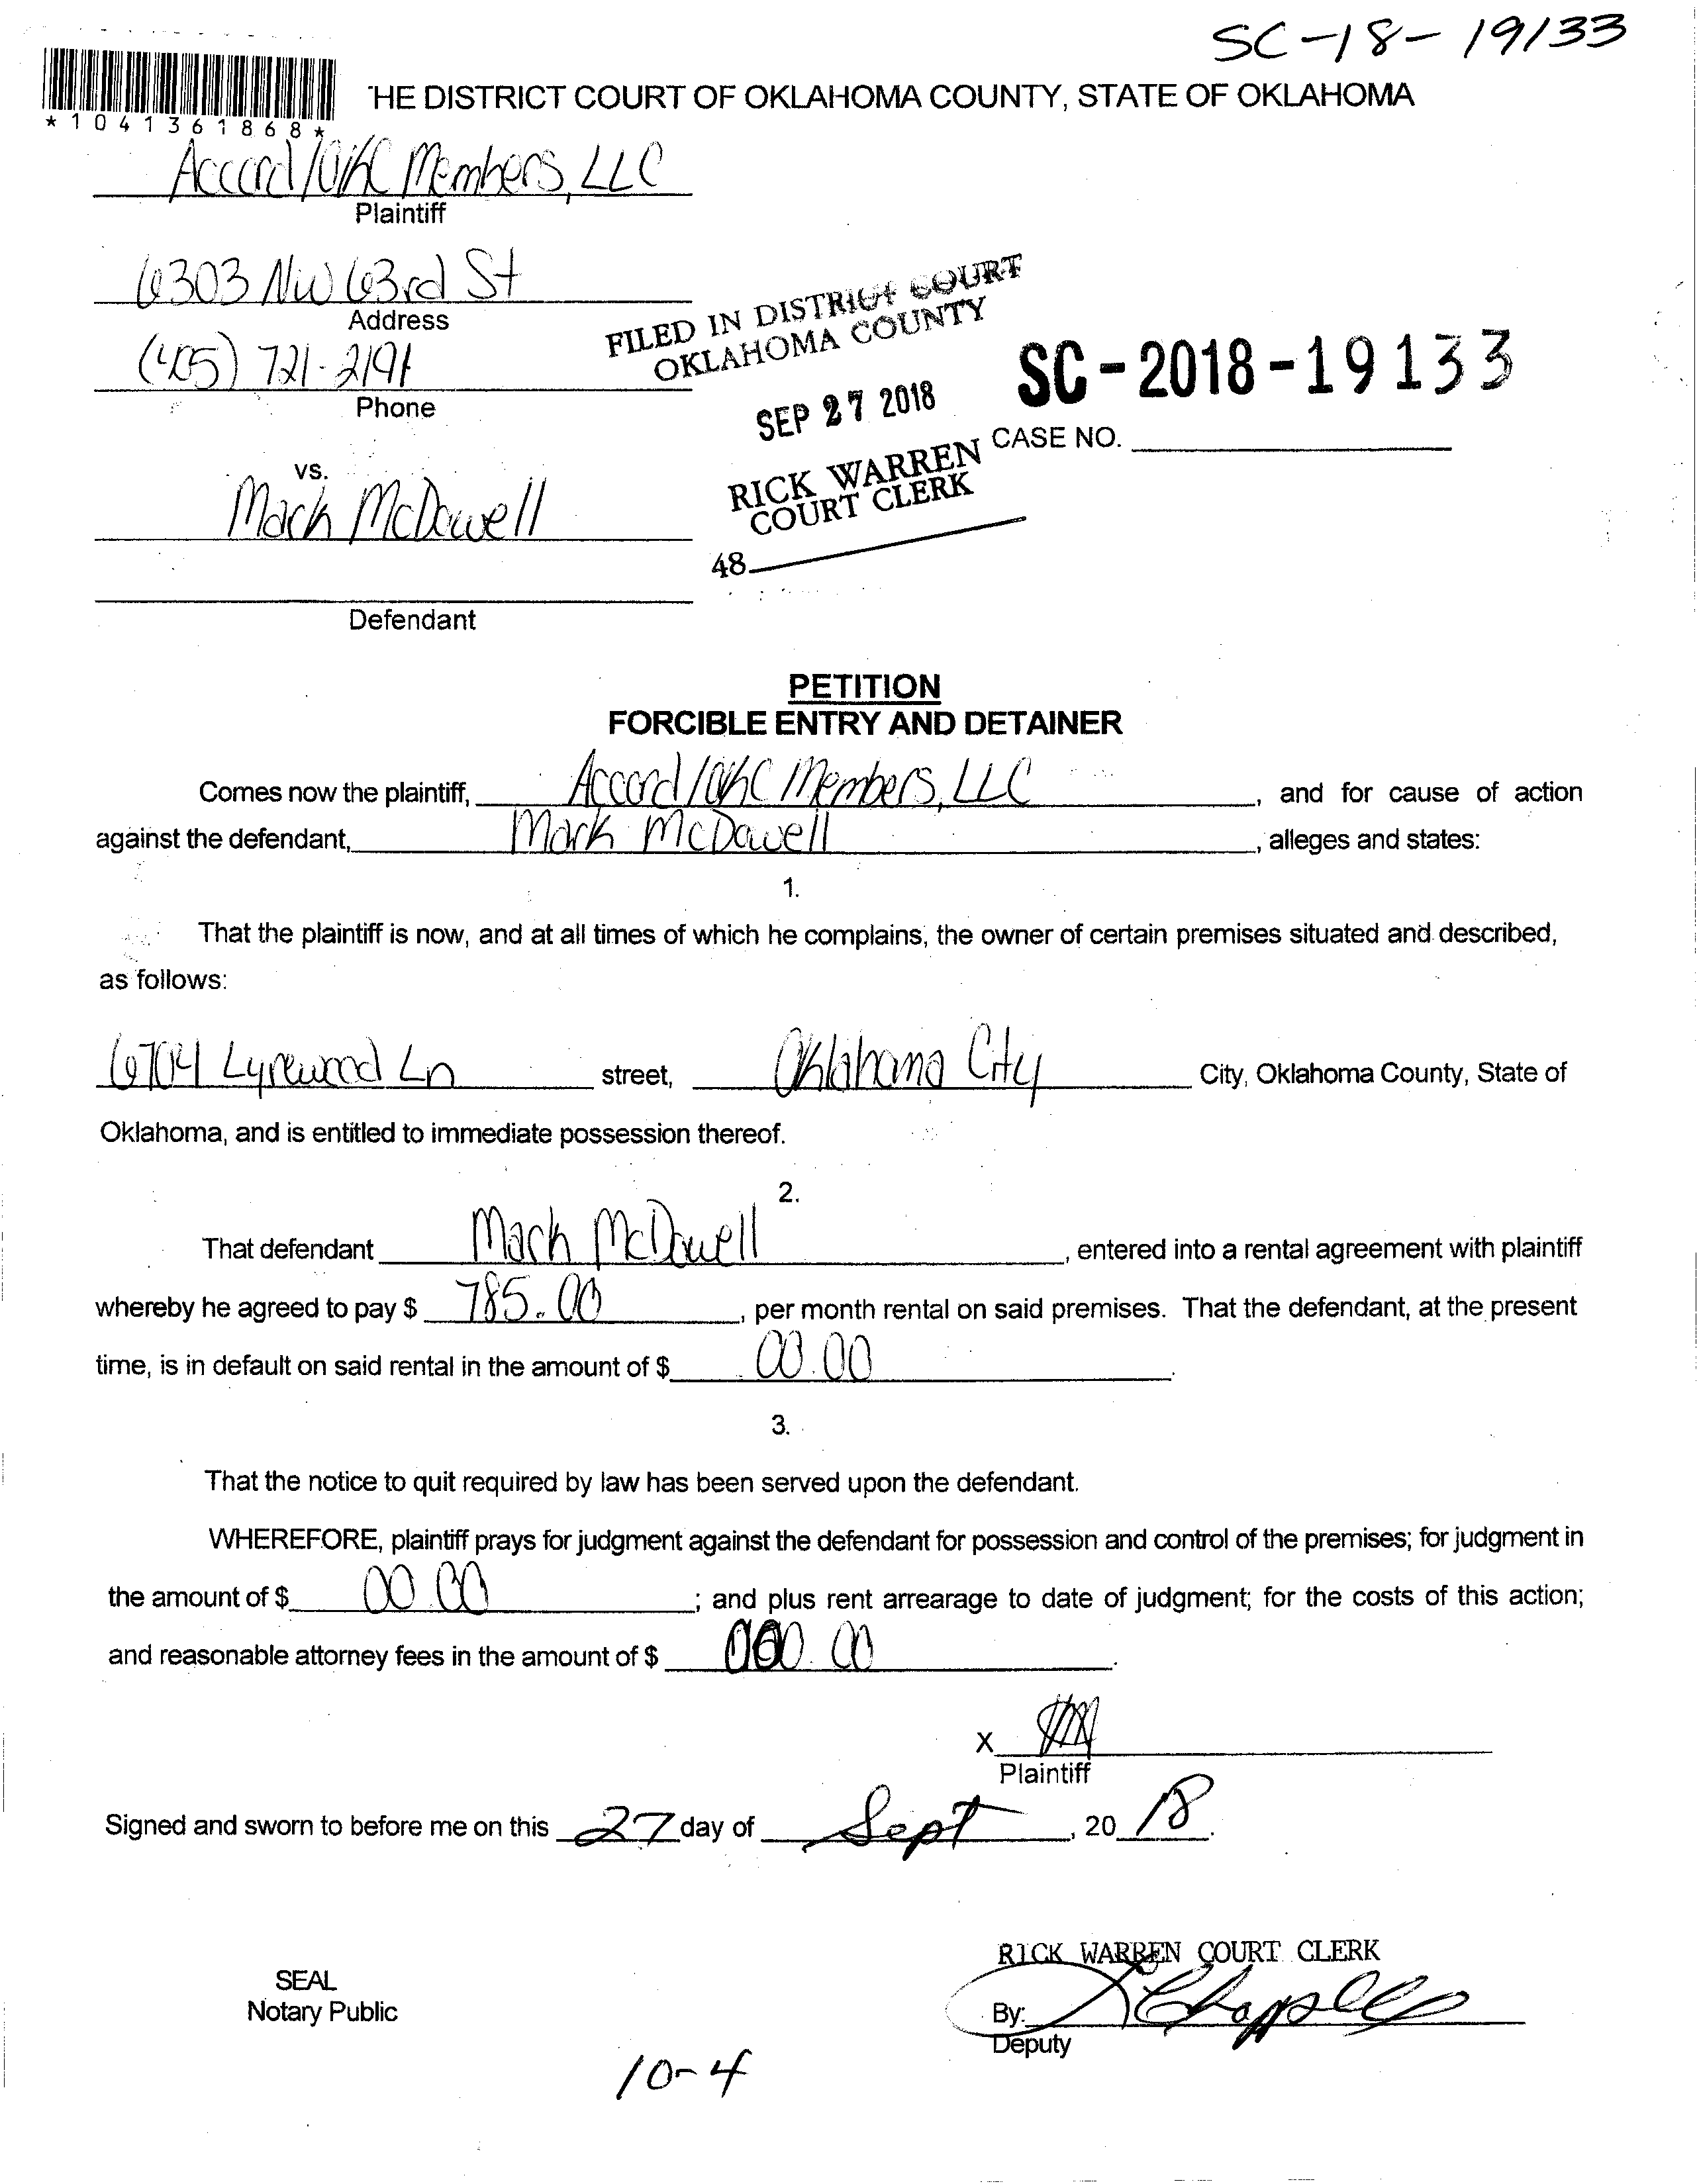 SC-18-19133
*1041361868*
HE DISTRICT COURT OF OKLAHOMA COUNTY, STATE OF OKLAHOMA
Accord/OKC Members, LLC
Plaintiff
6303 NW 63rd St
Address
(405) 721-2191
Phone
FILED IN DISTRICT COURT
OKLAHOMA COUNTY
SEP 27 2018
RICK WARREN
COURT CLERK
48
SC-2018-19133
CASE NO.
vs.
Mark McDowell
Defendant
PETITION
FORCIBLE ENTRY AND DETAINER
Comes now the plaintiff, Accord/OKC Members, LLC, and for cause of action
against the defendant, Mark McDowell, alleges and states:
1.
That the plaintiff is now, and at all times of which he complains, the owner of certain premises situated and described,
as follows:
6704 Lyrewood Ln street, Oklahoma City City, Oklahoma County, State of
Oklahoma, and is entitled to immediate possession thereof.
2.
That defendant Mark McDowell, entered into a rental agreement with plaintiff
whereby he agreed to pay $ 785.00, per month rental on said premises. That the defendant, at the present
time, is in default on said rental in the amount of $ 00.00.
3.
That the notice to quit required by law has been served upon the defendant.
WHEREFORE, plaintiff prays for judgment against the defendant for possession and control of the premises; for judgment in
the amount of $ 00.00; and plus rent arrearage to date of judgment; for the costs of this action;
and reasonable attorney fees in the amount of $ 000.00.
X
Plaintiff
Signed and sworn to before me on this 27 day of Sept, 20 18.
RICK WARREN COURT CLERK
SEAL
Notary Public
By: Chappell
Deputy
10-4